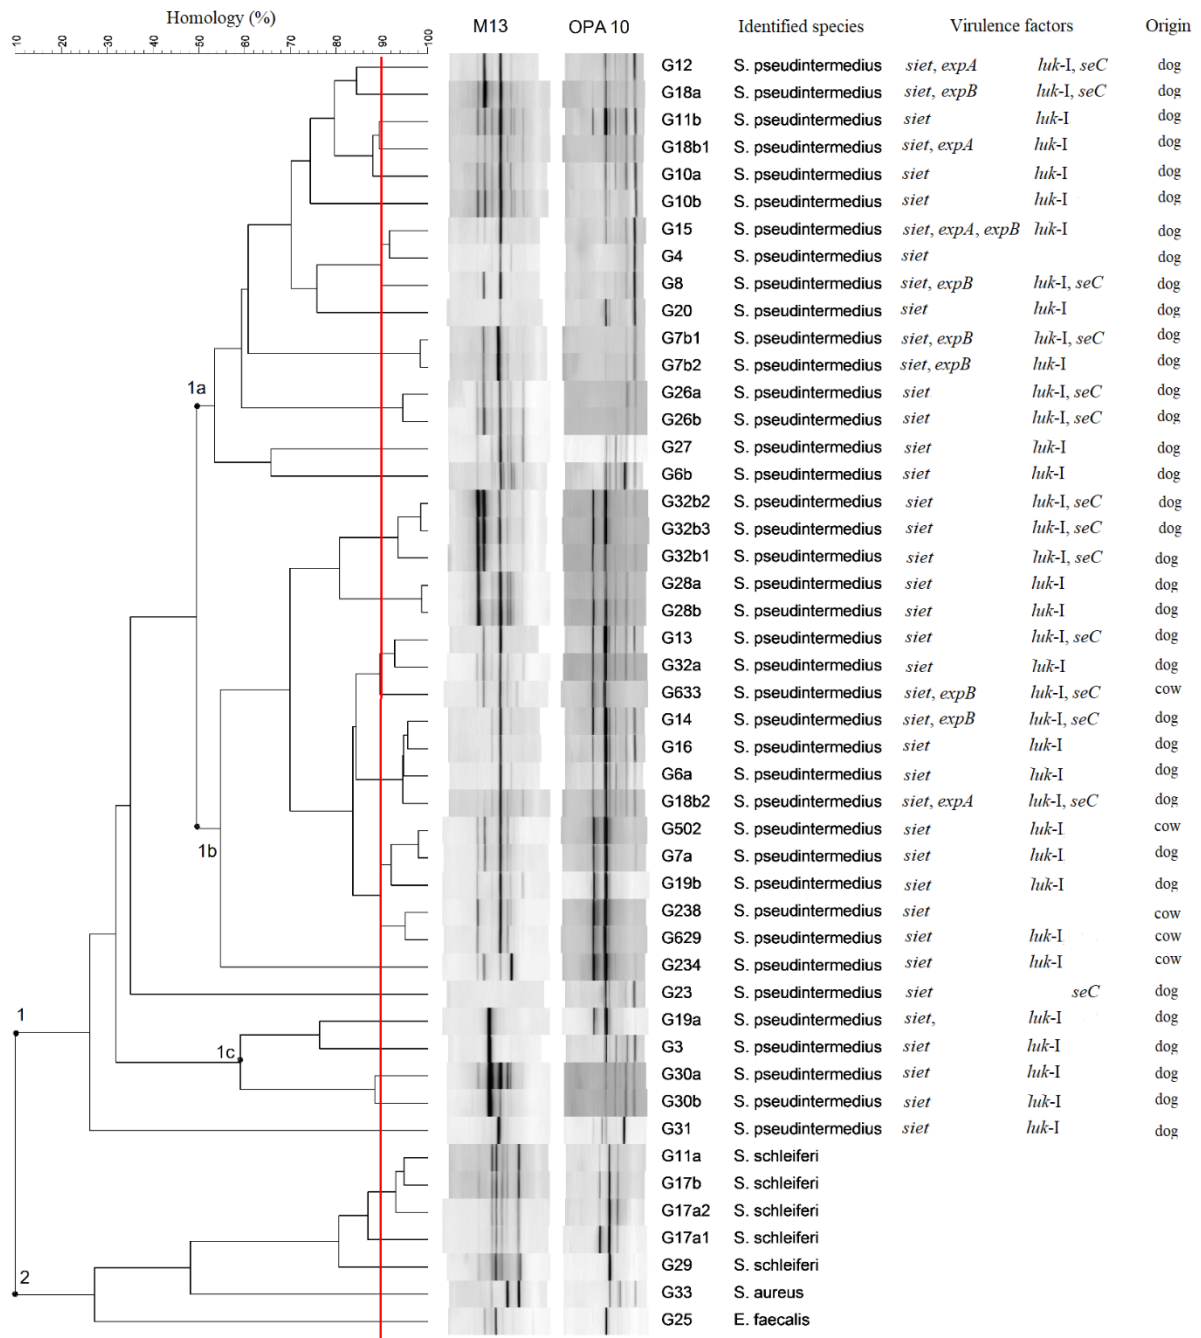 Homology (%) M13 OPA 10 Identified species Virulence factors Origin
10 20 30 40 50 60 70 80 90 100
G12 S. pseudintermedius siet, expA luk-I, seC dog
G18a S. pseudintermedius siet, expB luk-I, seC dog
G11b S. pseudintermedius siet luk-I dog
G18b1 S. pseudintermedius siet, expA luk-I dog
G10a S. pseudintermedius siet luk-I dog
G10b S. pseudintermedius siet luk-I dog
G15 S. pseudintermedius siet, expA, expB luk-I dog
G4 S. pseudintermedius siet dog
G8 S. pseudintermedius siet, expB luk-I, seC dog
G20 S. pseudintermedius siet luk-I dog
G7b1 S. pseudintermedius siet, expB luk-I, seC dog
G7b2 S. pseudintermedius siet, expB luk-I dog
1a G26a S. pseudintermedius siet luk-I, seC dog
G26b S. pseudintermedius siet luk-I, seC dog
G27 S. pseudintermedius siet luk-I dog
G6b S. pseudintermedius siet luk-I dog
G32b2 S. pseudintermedius siet luk-I, seC dog
G32b3 S. pseudintermedius siet luk-I, seC dog
G32b1 S. pseudintermedius siet luk-I, seC dog
G28a S. pseudintermedius siet luk-I dog
G28b S. pseudintermedius siet luk-I dog
G13 S. pseudintermedius siet luk-I, seC dog
G32a S. pseudintermedius siet luk-I dog
G633 S. pseudintermedius siet, expB luk-I, seC cow
G14 S. pseudintermedius siet, expB luk-I, seC dog
G16 S. pseudintermedius siet luk-I dog
G6a S. pseudintermedius siet luk-I dog
G18b2 S. pseudintermedius siet, expA luk-I, seC dog
G502 S. pseudintermedius siet luk-I, cow
1b G7a S. pseudintermedius siet luk-I, dog
G19b S. pseudintermedius siet luk-I dog
G238 S. pseudintermedius siet cow
G629 S. pseudintermedius siet luk-I, cow
G234 S. pseudintermedius siet luk-I cow
G23 S. pseudintermedius siet seC dog
1 G19a S. pseudintermedius siet, luk-I dog
1c G3 S. pseudintermedius siet luk-I dog
G30a S. pseudintermedius siet luk-I dog
G30b S. pseudintermedius siet luk-I dog
G31 S. pseudintermedius siet luk-I dog
G11a S. schleiferi
G17b S. schleiferi
G17a2 S. schleiferi
G17a1 S. schleiferi
G29 S. schleiferi
2 G33 S. aureus
G25 E. faecalis